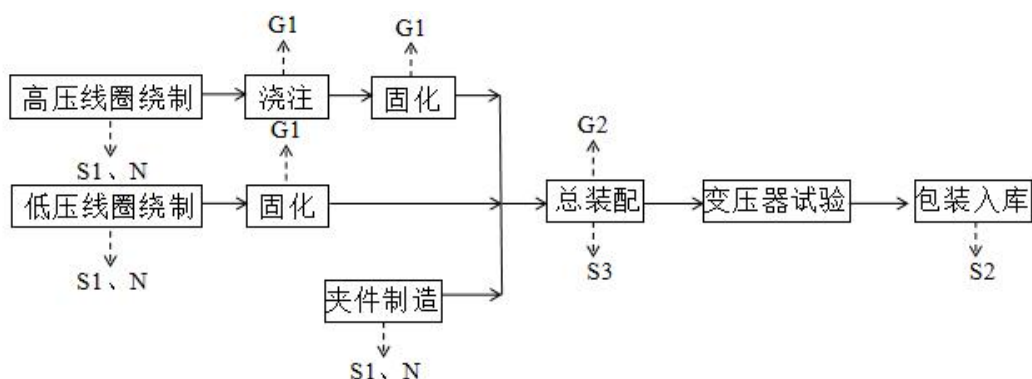 G1
G1
高压线圈绕制
浇注
固化
S1、N
G1
G2
低压线圈绕制
固化
总装配
变压器试验
包装入库
S1、N
S3
S2
夹件制造
S1、N